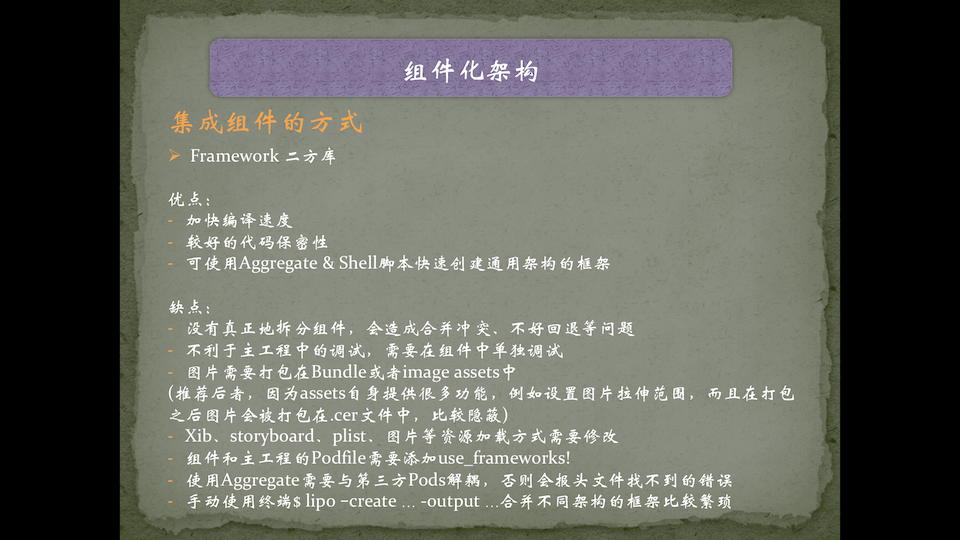 组件化架构
集成组件的方式
➢ Framework 二方库
优点：
- 加快编译速度
- 较好的代码保密性
- 可使用Aggregate & Shell脚本快速创建通用架构的框架
缺点：
- 没有真正地拆分组件，会造成合并冲突、不好回退等问题
- 不利于主工程中的调试，需要在组件中单独调试
- 图片需要打包在Bundle或者image assets中
(推荐后者，因为assets自身提供很多功能，例如设置图片拉伸范围，而且在打包
之后图片会被打包在.cer文件中，比较隐蔽)
- Xib、storyboard、plist、图片等资源加载方式需要修改
- 组件和主工程的Podfile需要添加use_frameworks!
- 使用Aggregate需要与第三方Pods解耦，否则会报头文件找不到的错误
- 手动使用终端$ lipo –create … -output …合并不同架构的框架比较繁琐